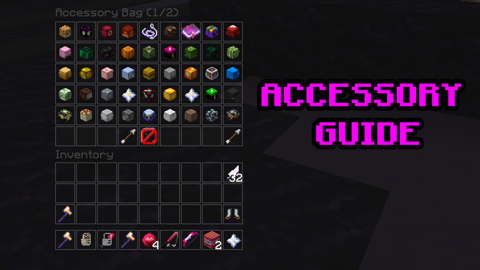 Accessory Bag (1/2)
ACCESSORY
GUIDE
Inventory
32
4
2